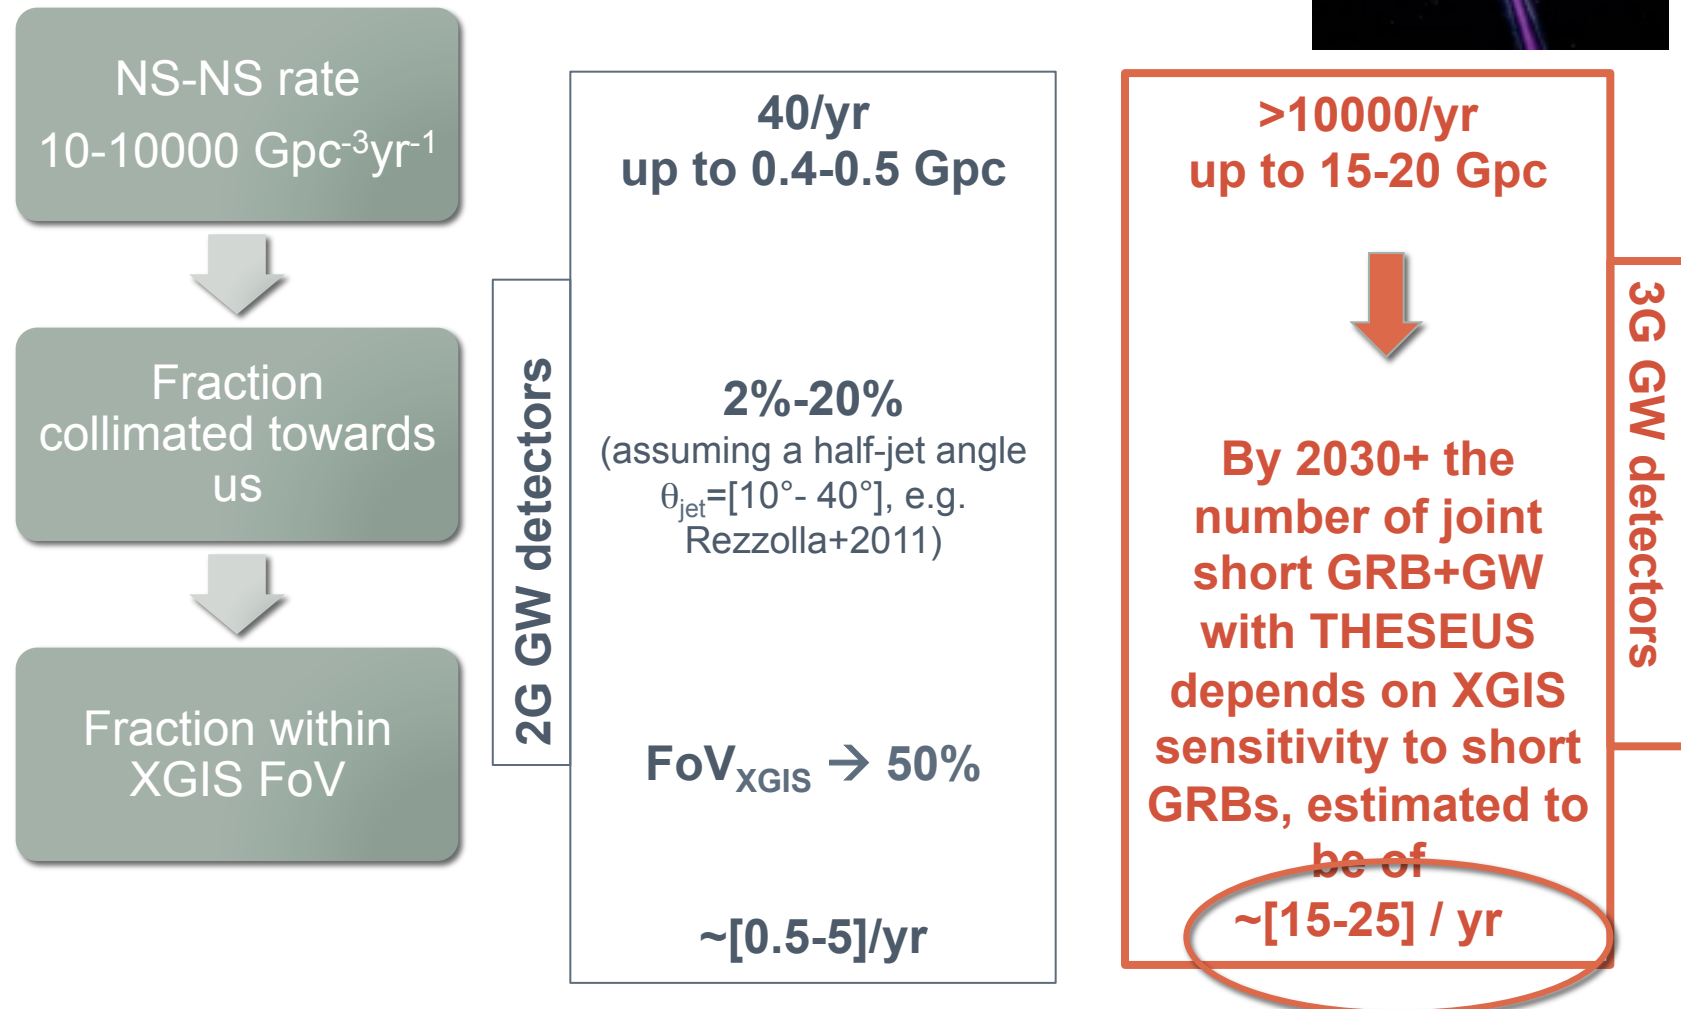 NS-NS rate
10-10000 Gpc⁻³yr⁻¹
Fraction
collimated towards
us
Fraction within
XGIS FoV
2G GW detectors
40/yr
up to 0.4-0.5 Gpc
2%-20%
(assuming a half-jet angle
θjet=[10°- 40°], e.g.
Rezzolla+2011)
FoVXGIS → 50%
~[0.5-5]/yr
>10000/yr
up to 15-20 Gpc
By 2030+ the
number of joint
short GRB+GW
with THESEUS
depends on XGIS
sensitivity to short
GRBs, estimated to
be of
~[15-25] / yr
3G GW detectors